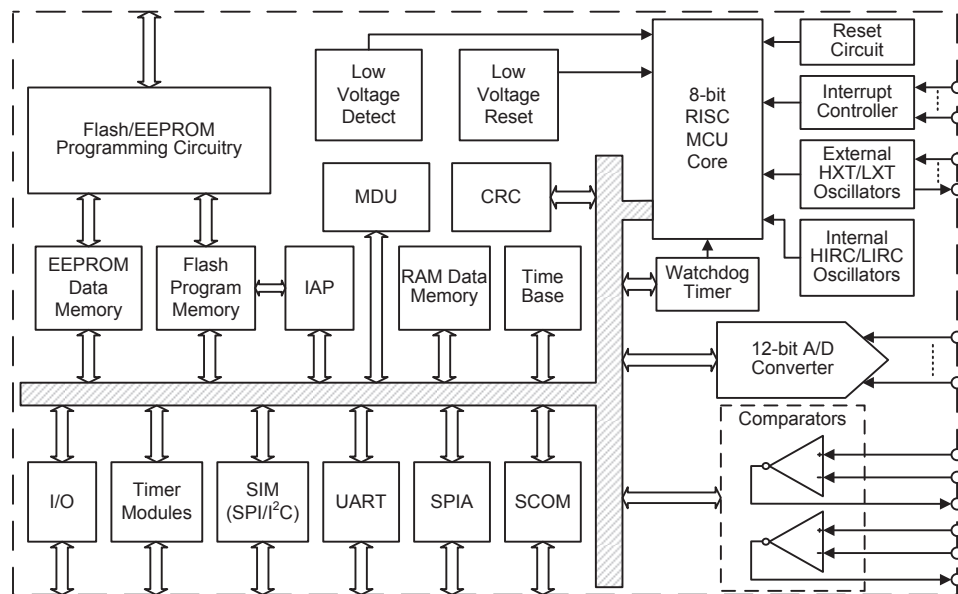 Flash/EEPROM
Programming Circuitry
Low
Voltage
Detect
Low
Voltage
Reset
8-bit
RISC
MCU
Core
Reset
Circuit
Interrupt
Controller
External
HXT/LXT
Oscillators
Internal
HIRC/LIRC
Oscillators
MDU
CRC
EEPROM
Data
Memory
Flash
Program
Memory
IAP
RAM Data
Memory
Time
Base
Watchdog
Timer
12-bit A/D
Converter
Comparators
+
-
+
-
I/O
Timer
Modules
SIM
(SPI/I²C)
UART
SPIA
SCOM